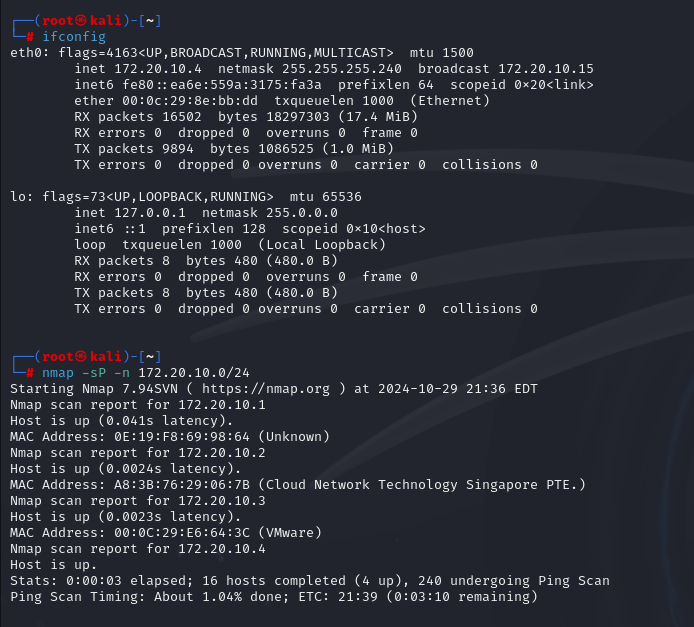 ┌──(root㉿kali)-[~]
└─# ifconfig
eth0: flags=4163<UP,BROADCAST,RUNNING,MULTICAST>  mtu 1500
        inet 172.20.10.4  netmask 255.255.255.240  broadcast 172.20.10.15
        inet6 fe80::ea6e:559a:3175:fa3a  prefixlen 64  scopeid 0×20<link>
        ether 00:0c:29:8e:bb:dd  txqueuelen 1000  (Ethernet)
        RX packets 16502  bytes 18297303 (17.4 MiB)
        RX errors 0  dropped 0  overruns 0  frame 0
        TX packets 9894  bytes 1086525 (1.0 MiB)
        TX errors 0  dropped 0 overruns 0  carrier 0  collisions 0

lo: flags=73<UP,LOOPBACK,RUNNING>  mtu 65536
        inet 127.0.0.1  netmask 255.0.0.0
        inet6 ::1  prefixlen 128  scopeid 0×10<host>
        loop  txqueuelen 1000  (Local Loopback)
        RX packets 8  bytes 480 (480.0 B)
        RX errors 0  dropped 0  overruns 0  frame 0
        TX packets 8  bytes 480 (480.0 B)
        TX errors 0  dropped 0 overruns 0  carrier 0  collisions 0

┌──(root㉿kali)-[~]
└─# nmap -sP -n 172.20.10.0/24
Starting Nmap 7.94SVN ( https://nmap.org ) at 2024-10-29 21:36 EDT
Nmap scan report for 172.20.10.1
Host is up (0.041s latency).
MAC Address: 0E:19:F8:69:98:64 (Unknown)
Nmap scan report for 172.20.10.2
Host is up (0.0024s latency).
MAC Address: A8:3B:76:29:06:7B (Cloud Network Technology Singapore PTE.)
Nmap scan report for 172.20.10.3
Host is up (0.0023s latency).
MAC Address: 00:0C:29:E6:64:3C (VMware)
Nmap scan report for 172.20.10.4
Host is up.
Stats: 0:00:03 elapsed; 16 hosts completed (4 up), 240 undergoing Ping Scan
Ping Scan Timing: About 1.04% done; ETC: 21:39 (0:03:10 remaining)